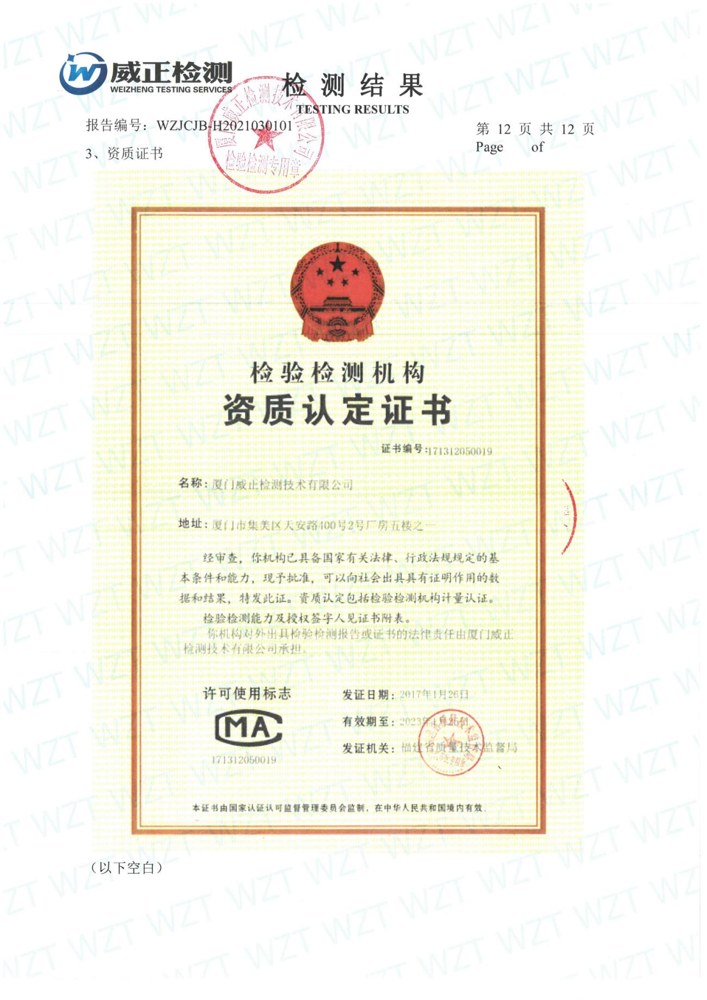 威正检测
WEIZHENG TESTING SERVICES
检测结果
TESTING RESULTS
报告编号：WZJCJB-H2021030101
第 12 页 共 12 页
Page of
3、资质证书
厦门威正检测技术有限公司
检验检测专用章
检验检测机构
资质认定证书
证书编号:171312050019
名称：厦门威正检测技术有限公司
地址：厦门市集美区天安路400号2号厂房五楼之一
经审查，你机构已具备国家有关法律、行政法规规定的基
本条件和能力，现予批准，可以向社会出具具有证明作用的数
据和结果，特发此证。资质认定包括检验检测机构计量认证。
检验检测能力及授权签字人见证书附表。
你机构对外出具检验检测报告或证书的法律责任由厦门威正
检测技术有限公司承担。
许可使用标志
MA
171312050019
发证日期：2017年1月26日
有效期至：2023年1月25日
发证机关：福建省质量技术监督局
本证书由国家认证认可监督管理委员会监制，在中华人民共和国境内有效。
（以下空白）